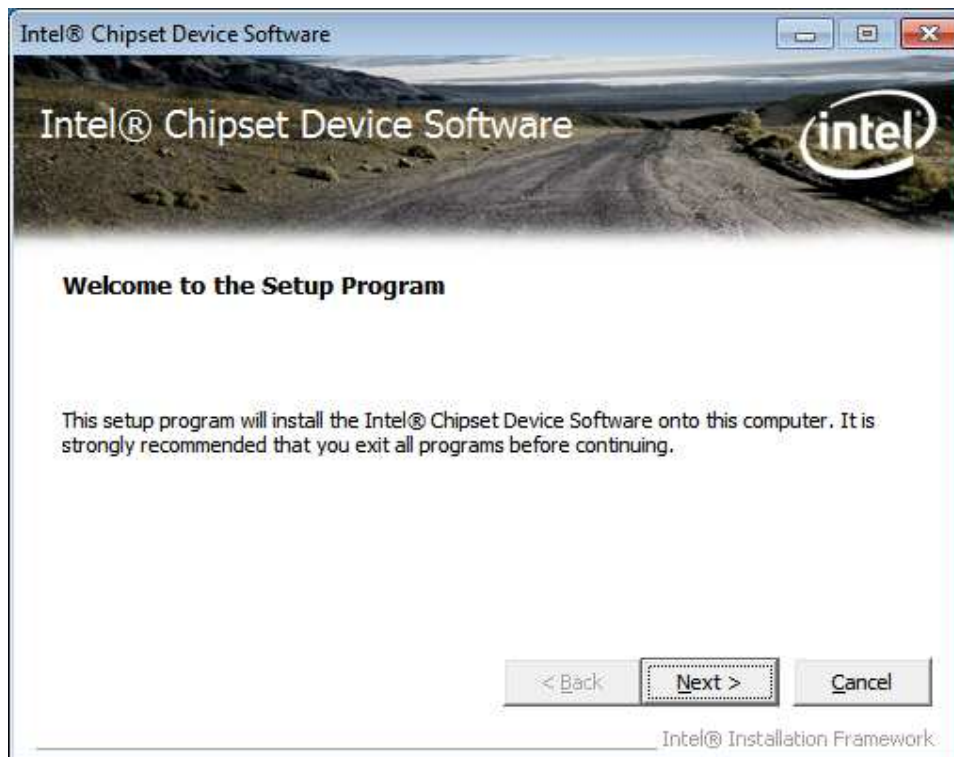 Intel® Chipset Device Software
Intel® Chipset Device Software
intel
Welcome to the Setup Program
This setup program will install the Intel® Chipset Device Software onto this computer. It is
strongly recommended that you exit all programs before continuing.
< Back Next > Cancel
Intel® Installation Framework